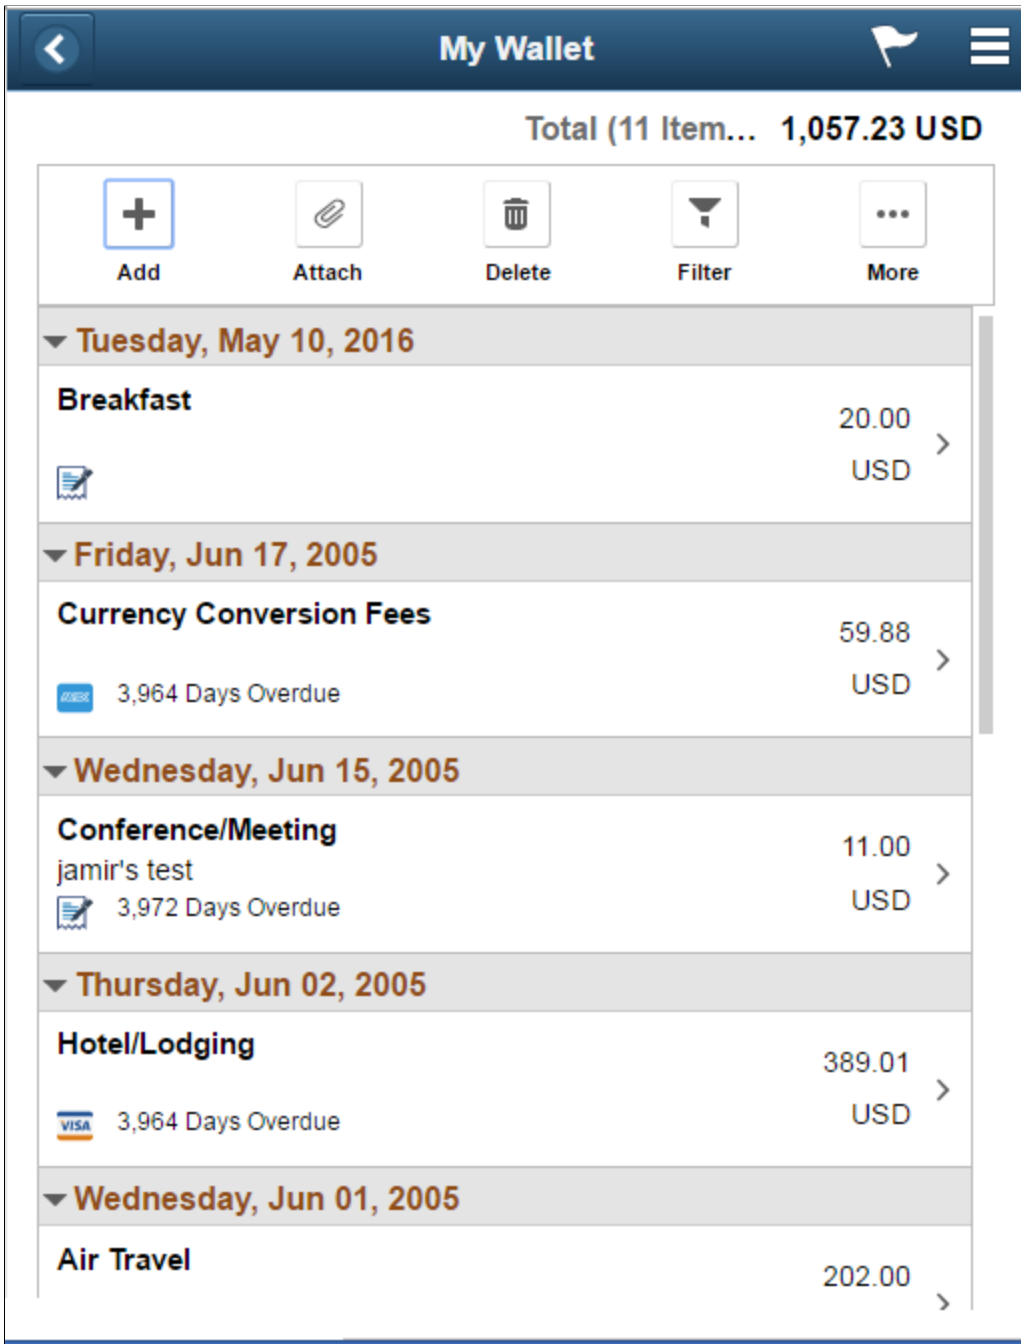 My Wallet
Total (11 Item... 1,057.23 USD
Add Attach Delete Filter More
Tuesday, May 10, 2016
Breakfast
20.00
USD
Friday, Jun 17, 2005
Currency Conversion Fees
59.88
3,964 Days Overdue
USD
Wednesday, Jun 15, 2005
Conference/Meeting
11.00
jamir's test
3,972 Days Overdue
USD
Thursday, Jun 02, 2005
Hotel/Lodging
389.01
VISA
3,964 Days Overdue
USD
Wednesday, Jun 01, 2005
Air Travel
202.00